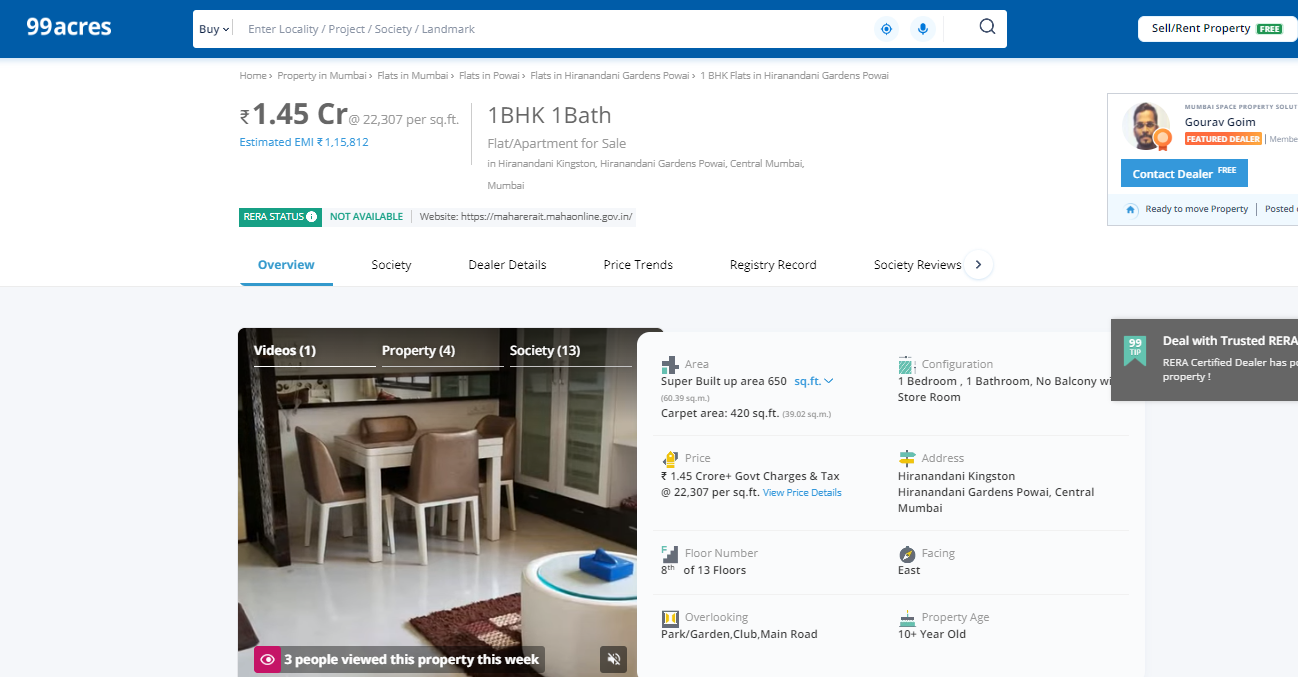 99acres
Buy
Enter Locality / Project / Society / Landmark
Sell/Rent Property FREE
Home › Property in Mumbai › Flats in Mumbai › Flats in Powai › Flats in Hiranandani Gardens Powai › 1 BHK Flats in Hiranandani Gardens Powai
₹ 1.45 Cr @ 22,307 per sq.ft.
Estimated EMI ₹ 1,15,812
1BHK 1Bath
Flat/Apartment for Sale
in Hiranandani Kingston, Hiranandani Gardens Powai, Central Mumbai,
Mumbai
MUMBAI SPACE PROPERTY SOLUT
Gourav Goim
FEATURED DEALER | Membe
Contact Dealer FREE
Ready to move Property | Posted
RERA STATUS NOT AVAILABLE | Website: https://maharerait.mahaonline.gov.in/
Overview Society Dealer Details Price Trends Registry Record Society Reviews
Videos (1) Property (4) Society (13)
3 people viewed this property this week
Area
Super Built up area 650 sq.ft.
(60.39 sq.m.)
Carpet area: 420 sq.ft. (39.02 sq.m.)
Configuration
1 Bedroom , 1 Bathroom, No Balcony wi
Store Room
99
TIP
Deal with Trusted RERA
RERA Certified Dealer has po
property !
Price
₹ 1.45 Crore+ Govt Charges & Tax
@ 22,307 per sq.ft. View Price Details
Address
Hiranandani Kingston
Hiranandani Gardens Powai, Central
Mumbai
Floor Number
8th of 13 Floors
Facing
East
Overlooking
Park/Garden,Club,Main Road
Property Age
10+ Year Old